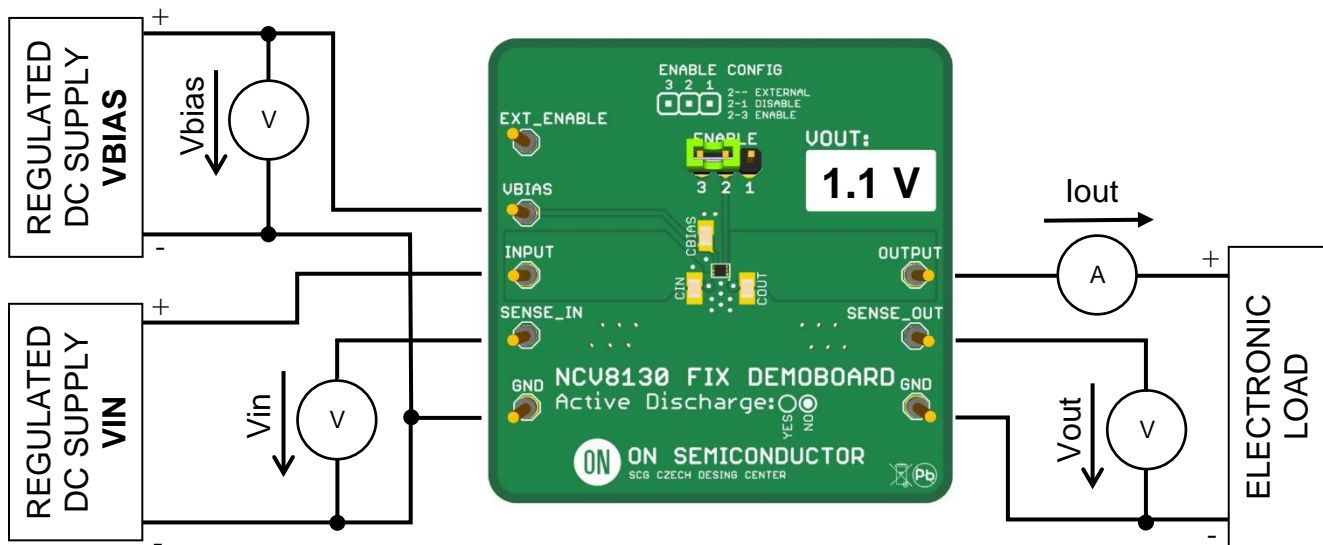 REGULATED
DC SUPPLY
VBIAS
+
-
Vbias
V
REGULATED
DC SUPPLY
VIN
+
-
Vin
V
ENABLE CONFIG
3 2 1
2-- EXTERNAL
2-1 DISABLE
2-3 ENABLE
EXT_ENABLE
ENABLE
3 2 1
VOUT:
1.1 V
VBIAS
CBIAS
INPUT
OUTPUT
CIN
COUT
SENSE_IN
SENSE_OUT
NCV8130 FIX DEMOBOARD
GND
GND
Active Discharge:
YES
NO
ON
ON SEMICONDUCTOR
SCG CZECH DESING CENTER
Pb
Iout
A
+
-
Vout
V
ELECTRONIC
LOAD